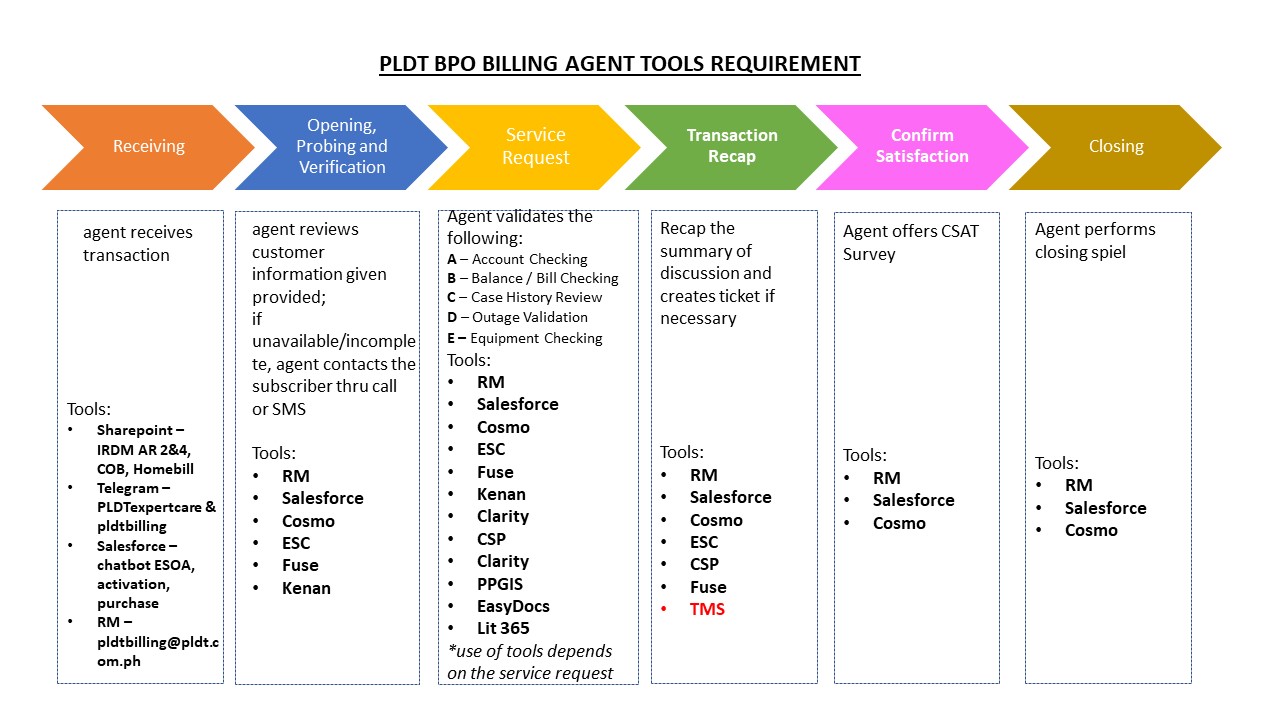 PLDT BPO BILLING AGENT TOOLS REQUIREMENT
Receiving
Opening,
Probing and
Verification
Service
Request
Transaction
Recap
Confirm
Satisfaction
Closing
agent receives
transaction
Tools:
• Sharepoint –
IRDM AR 2&4,
COB, Homebill
• Telegram –
PLDTexpertcare &
pldtbilling
• Salesforce –
chatbot ESOA,
activation,
purchase
• RM –
pldtbilling@pldt.c
om.ph
agent reviews
customer
information given
provided;
if
unavailable/incomple
te, agent contacts the
subscriber thru call
or SMS
Tools:
• RM
• Salesforce
• Cosmo
• ESC
• Fuse
• Kenan
Agent validates the
following:
A – Account Checking
B – Balance / Bill Checking
C – Case History Review
D – Outage Validation
E – Equipment Checking
Tools:
• RM
• Salesforce
• Cosmo
• ESC
• Fuse
• Kenan
• Clarity
• CSP
• Clarity
• PPGIS
• EasyDocs
• Lit 365
*use of tools depends
on the service request
Recap the
summary of
discussion and
creates ticket if
necessary
Tools:
• RM
• Salesforce
• Cosmo
• ESC
• CSP
• Fuse
• TMS
Agent offers CSAT
Survey
Tools:
• RM
• Salesforce
• Cosmo
Agent performs
closing spiel
Tools:
• RM
• Salesforce
• Cosmo